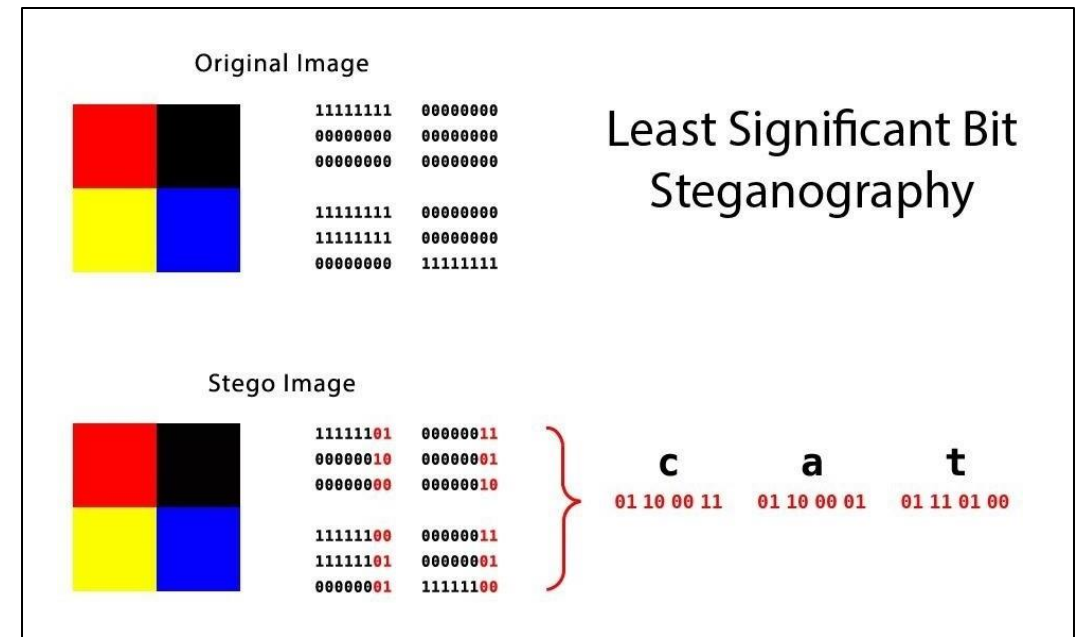 Original Image
11111111 00000000
00000000 00000000
00000000 00000000
11111111 00000000
11111111 00000000
00000000 11111111
Least Significant Bit
Steganography
Stego Image
11111101 00000011
00000010 00000001
00000000 00000010
11111100 00000011
11111101 00000001
00000001 11111100
c a t
01 10 00 11 01 10 00 01 01 11 01 00